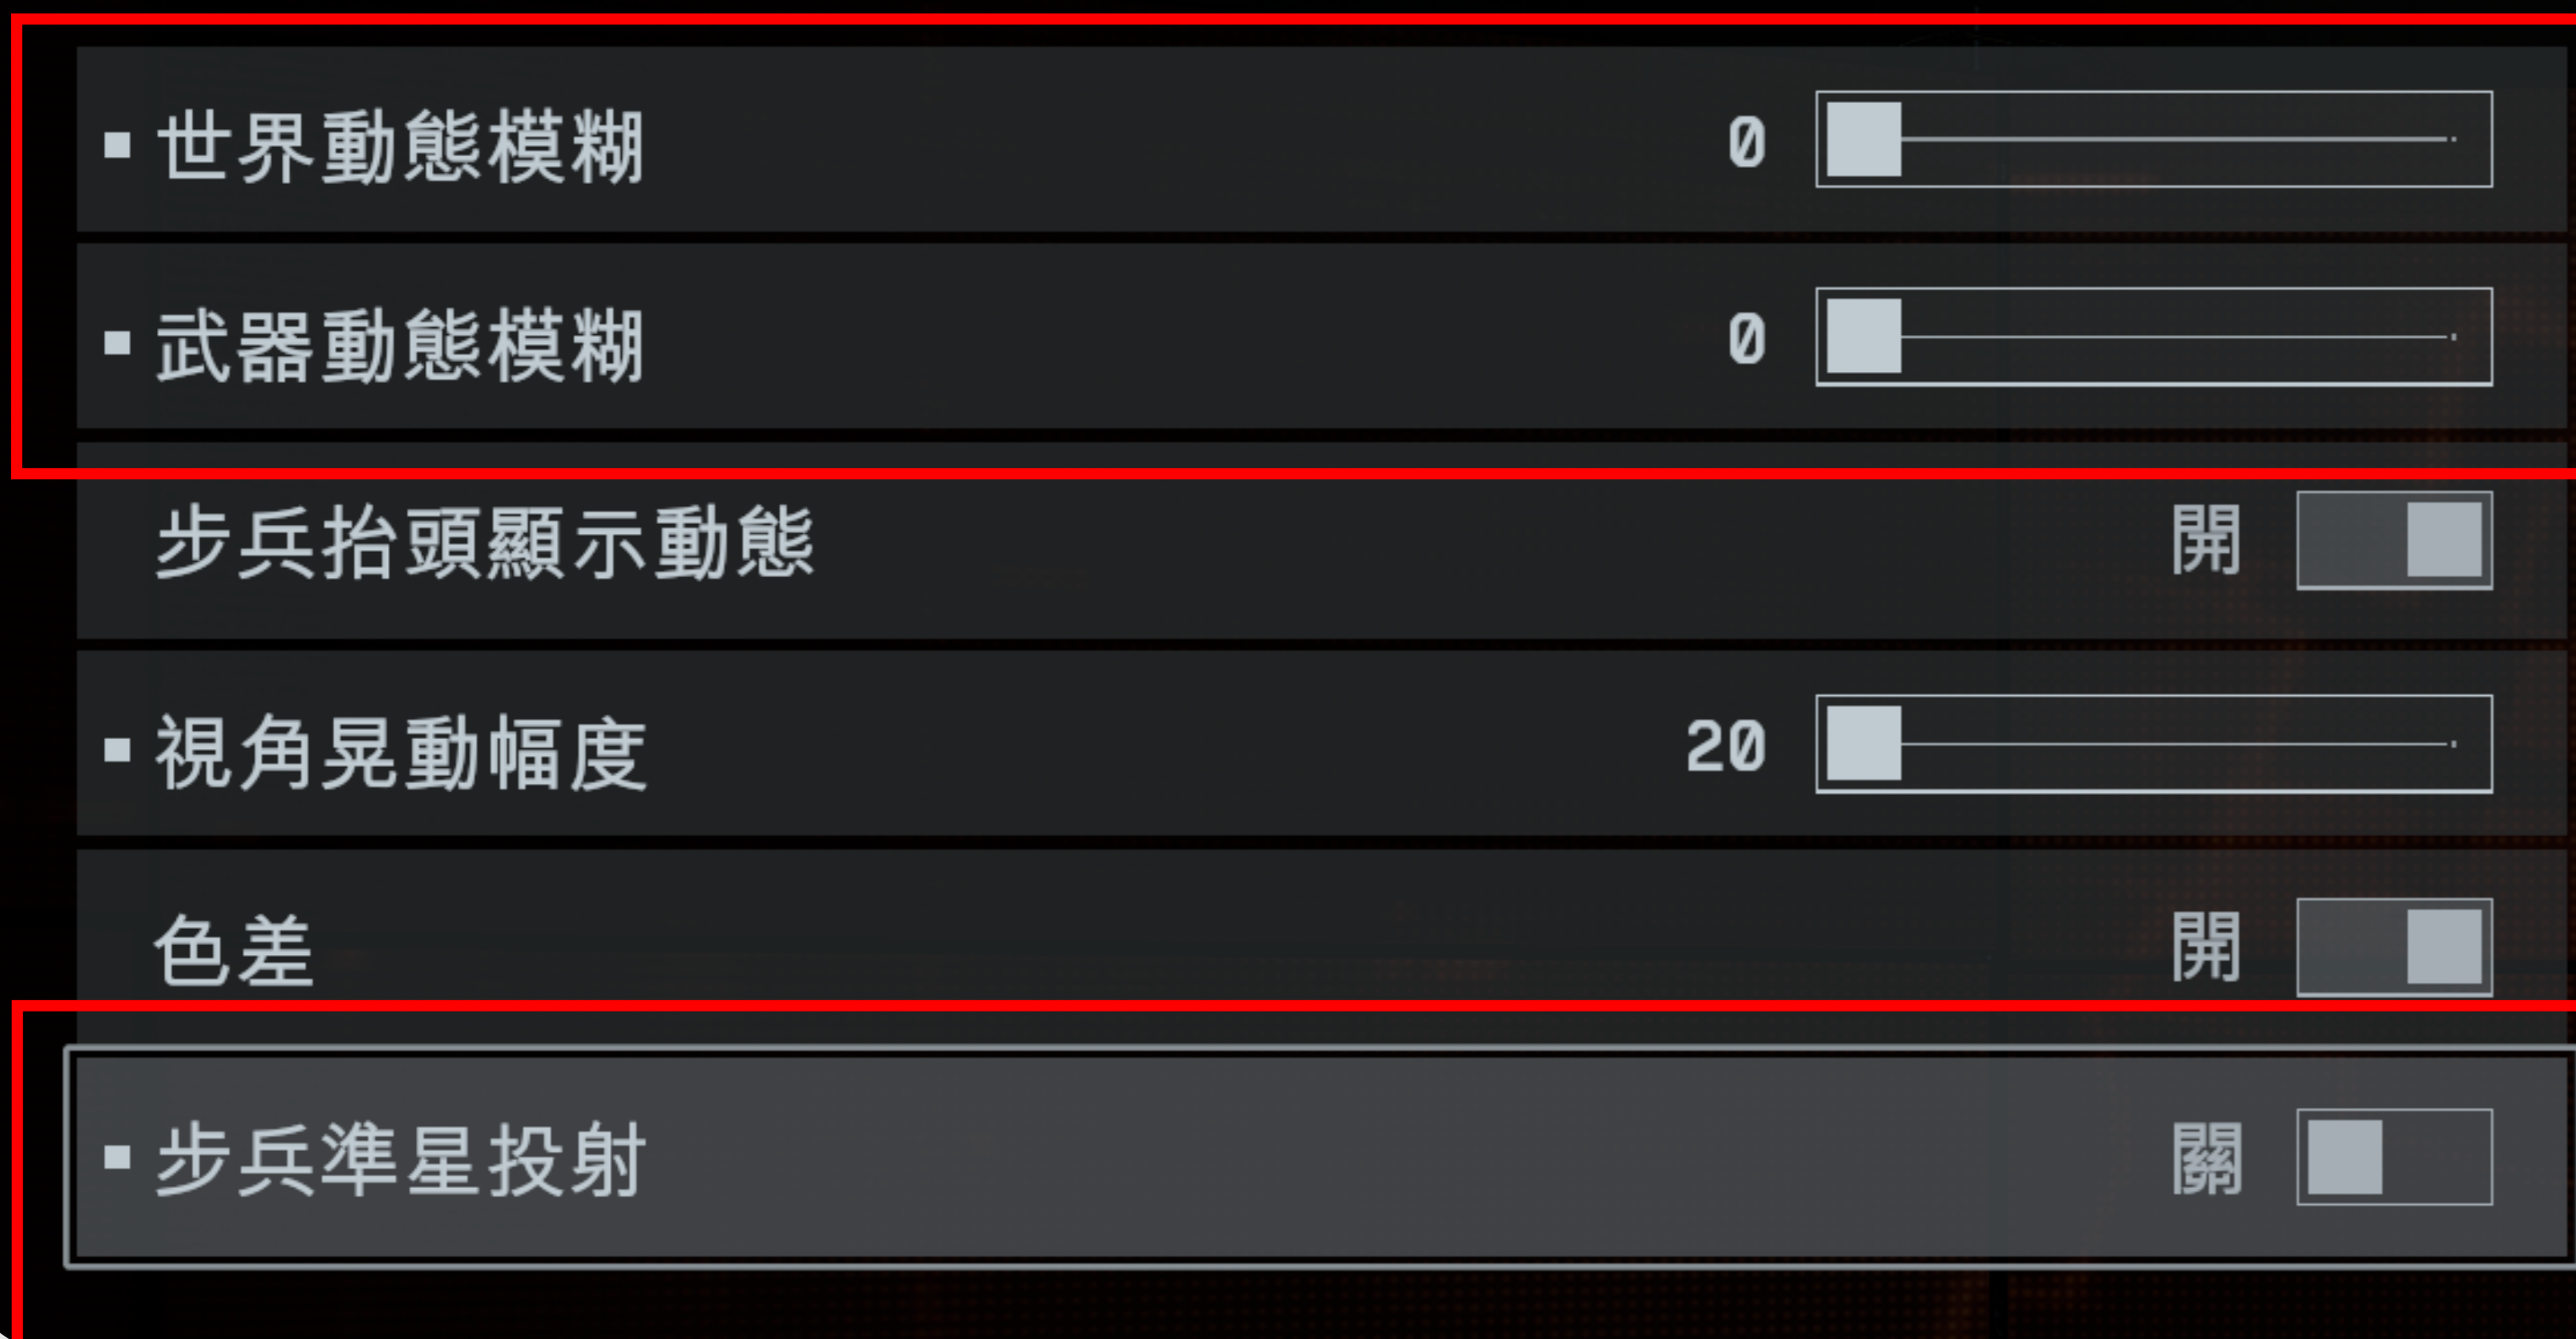 世界動態模糊 0
武器動態模糊 0
步兵抬頭顯示動態 開
視角晃動幅度 20
色差 開
步兵準星投射 關